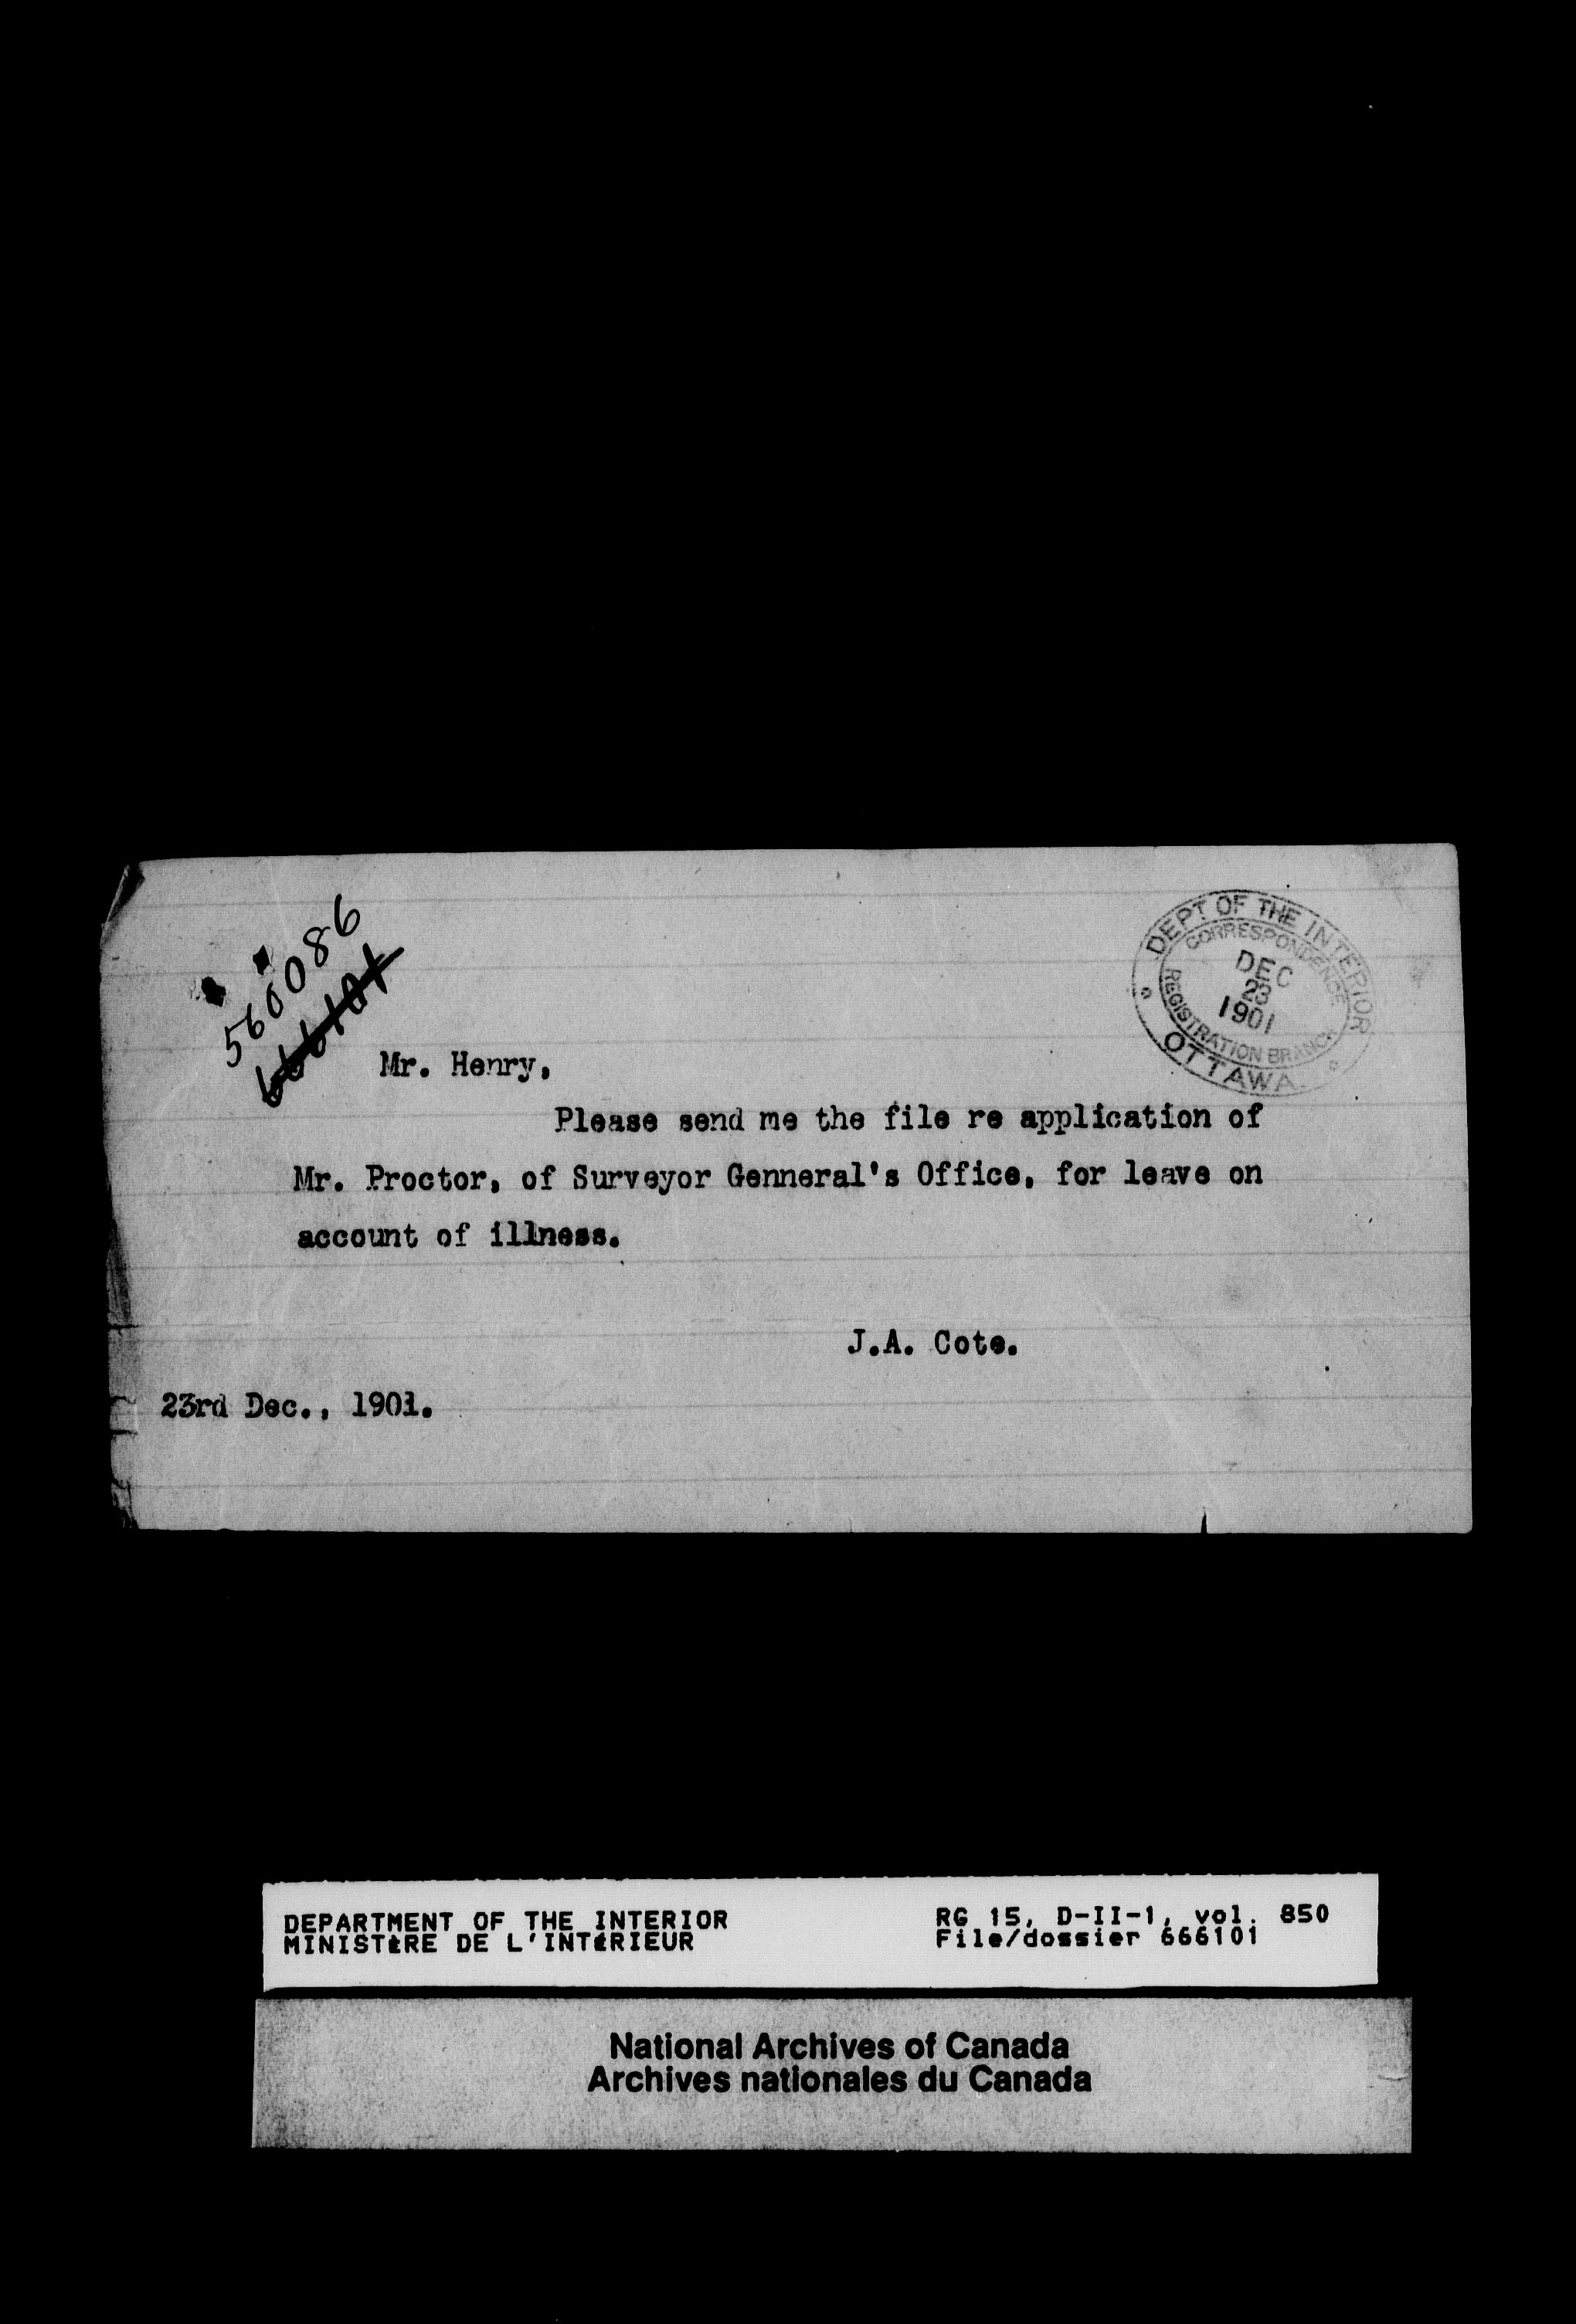 560086
666101
DEPT OF THE INTERIOR
CORRESPONDENCE
DEC
23
1901
REGISTRATION BRANCH
OTTAWA.
Mr. Henry,
Please send me the file re application of
Mr. Proctor, of Surveyor Genneral's Office, for leave on
account of illness.
J.A. Cote.
23rd Dec., 1901.
DEPARTMENT OF THE INTERIOR
MINISTÈRE DE L'INTÉRIEUR
RG 15, D-II-1, vol. 850
File/dossier 666101
National Archives of Canada
Archives nationales du Canada